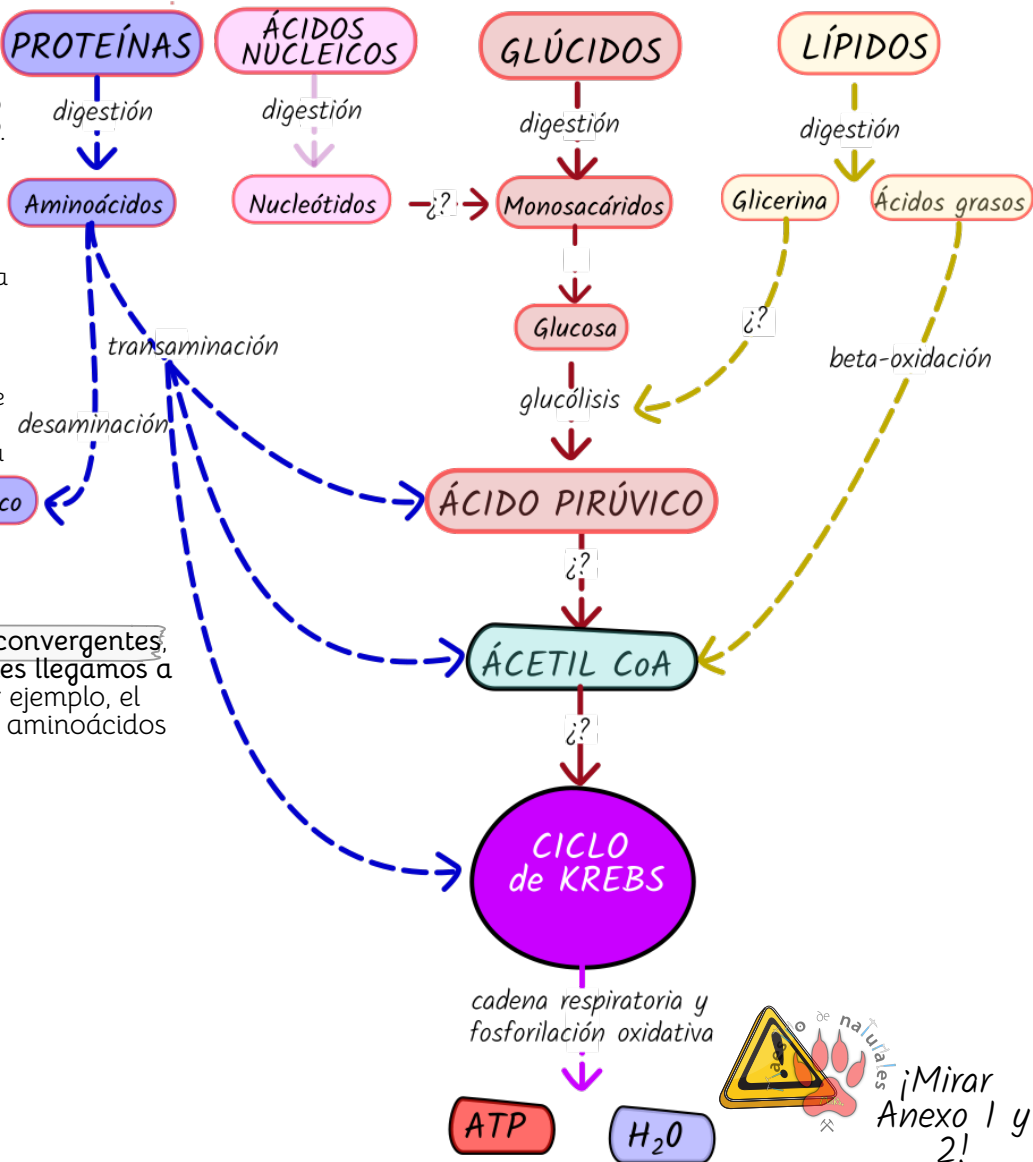 PROTEÍNAS
ÁCIDOS
NUCLEICOS
GLÚCIDOS
LÍPIDOS
digestión
digestión
digestión
digestión
Aminoácidos
Nucleótidos
¿?
Monosacáridos
Glicerina
Ácidos grasos
a
Glucosa
¿?
transaminación
beta-oxidación
e
glucólisis
desaminación
a
co
ÁCIDO PIRÚVICO
¿?
convergentes,
es llegamos a
ejemplo, el
aminoácidos
ÁCETIL CoA
¿?
CICLO
de KREBS
cadena respiratoria y
fosforilación oxidativa
de naturales
¡Mirar
Anexo 1 y
2!
ATP
H₂O